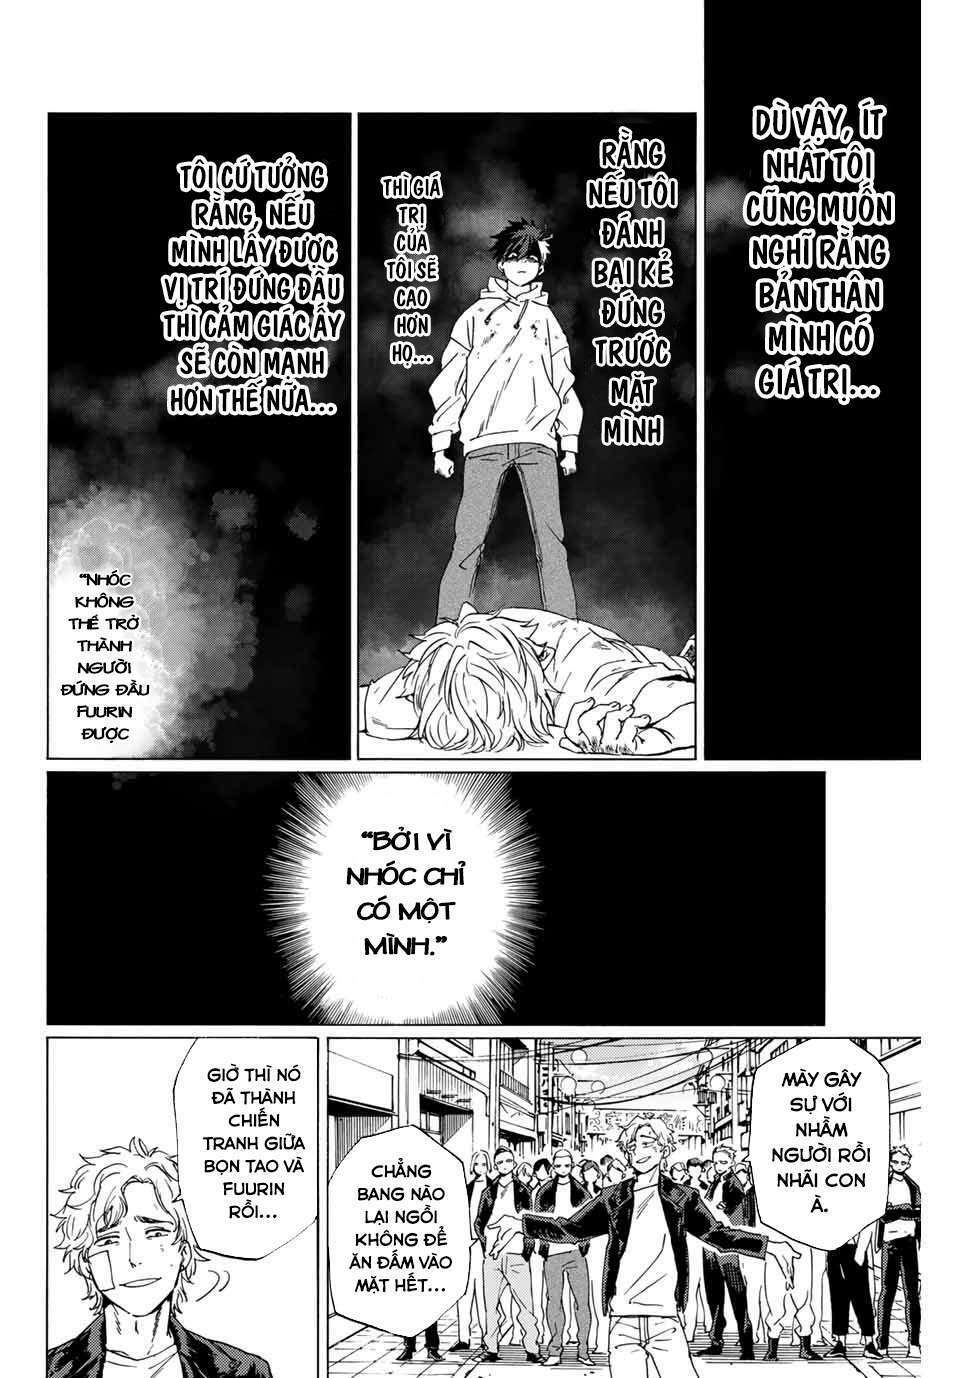 DÙ VẬY, ÍT
NHẤT TÔI
CŨNG MUỐN
NGHĨ RẰNG
BẢN THÂN
MÌNH CÓ
GIÁ TRỊ...
RẰNG
NẾU TÔI
ĐÁNH
BẠI KẺ
ĐỨNG
TRƯỚC
MẶT
MÌNH
THÌ GIÁ
TRỊ
CỦA
TÔI SẼ
CAO
HƠN
HỌ...
TÔI CỨ TƯỞNG
RẰNG, NẾU
MÌNH LẤY ĐƯỢC
VỊ TRÍ ĐỨNG ĐẦU
THÌ CẢM GIÁC ẤY
SẼ CÒN MẠNH
HƠN THẾ NỮA...
"NHÓC
KHÔNG
THỂ TRỞ
THÀNH
NGƯỜI
ĐỨNG ĐẦU
FUURIN
ĐƯỢC
"BỞI VÌ
NHÓC CHỈ
CÓ MỘT
MÌNH."
MÀY GÂY
SỰ VỚI
NHẦM
NGƯỜI RỒI
NHÃI CON
À.
CHẲNG
BANG NÀO
LẠI NGỒI
KHÔNG ĐỂ
ĂN ĐẤM VÀO
MẶT HẾT...
GIỜ THÌ NÓ
ĐÃ THÀNH
CHIẾN
TRANH GIỮA
BỌN TAO VÀ
FUURIN
RỒI...